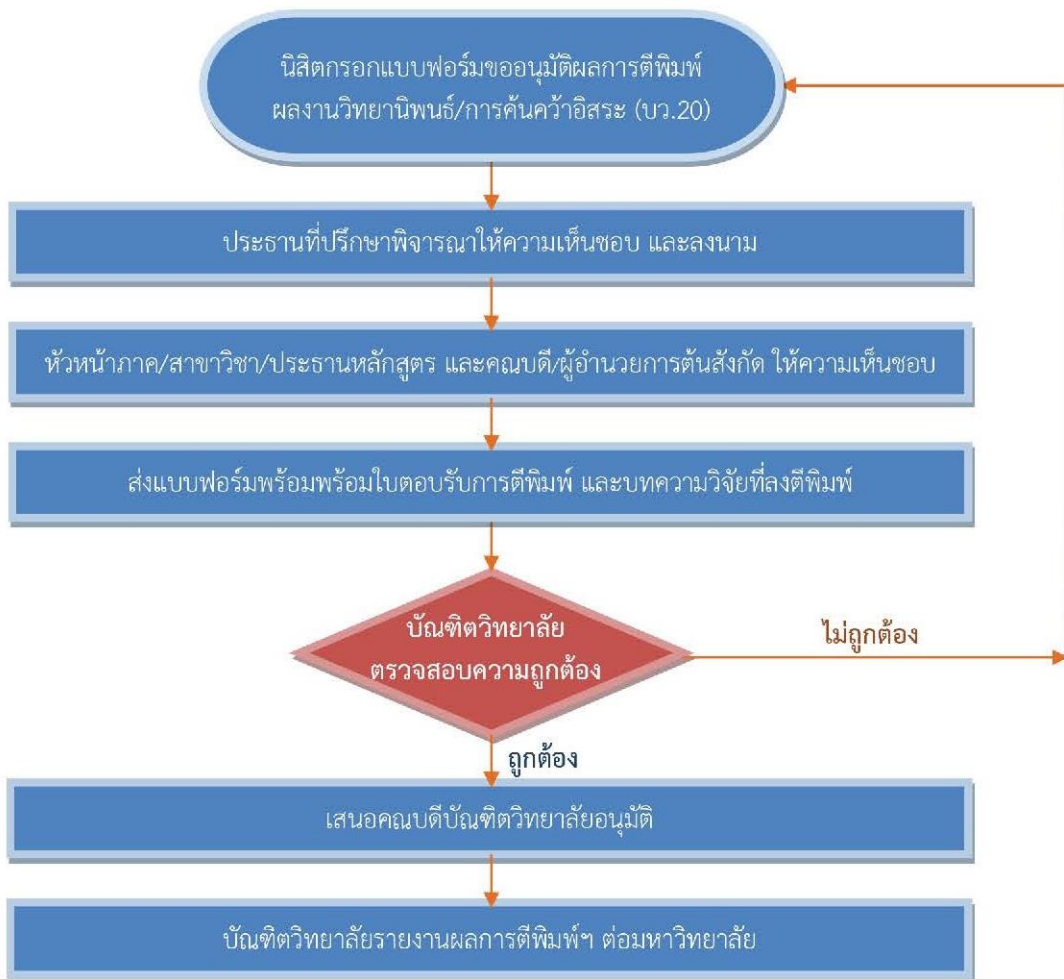 นิสิตกรอกแบบฟอร์มขออนุมัติผลการตีพิมพ์
ผลงานวิทยานิพนธ์/การค้นคว้าอิสระ (บว.20)
ประธานที่ปรึกษาพิจารณาให้ความเห็นชอบ และลงนาม
หัวหน้าภาค/สาขาวิชา/ประธานหลักสูตร และคณบดี/ผู้อำนวยการต้นสังกัด ให้ความเห็นชอบ
ส่งแบบฟอร์มพร้อมพร้อมใบตอบรับการตีพิมพ์ และบทความวิจัยที่ลงตีพิมพ์
บัณฑิตวิทยาลัย
ตรวจสอบความถูกต้อง
ไม่ถูกต้อง
ถูกต้อง
เสนอคณบดีบัณฑิตวิทยาลัยอนุมัติ
บัณฑิตวิทยาลัยรายงานผลการตีพิมพ์ฯ ต่อมหาวิทยาลัย